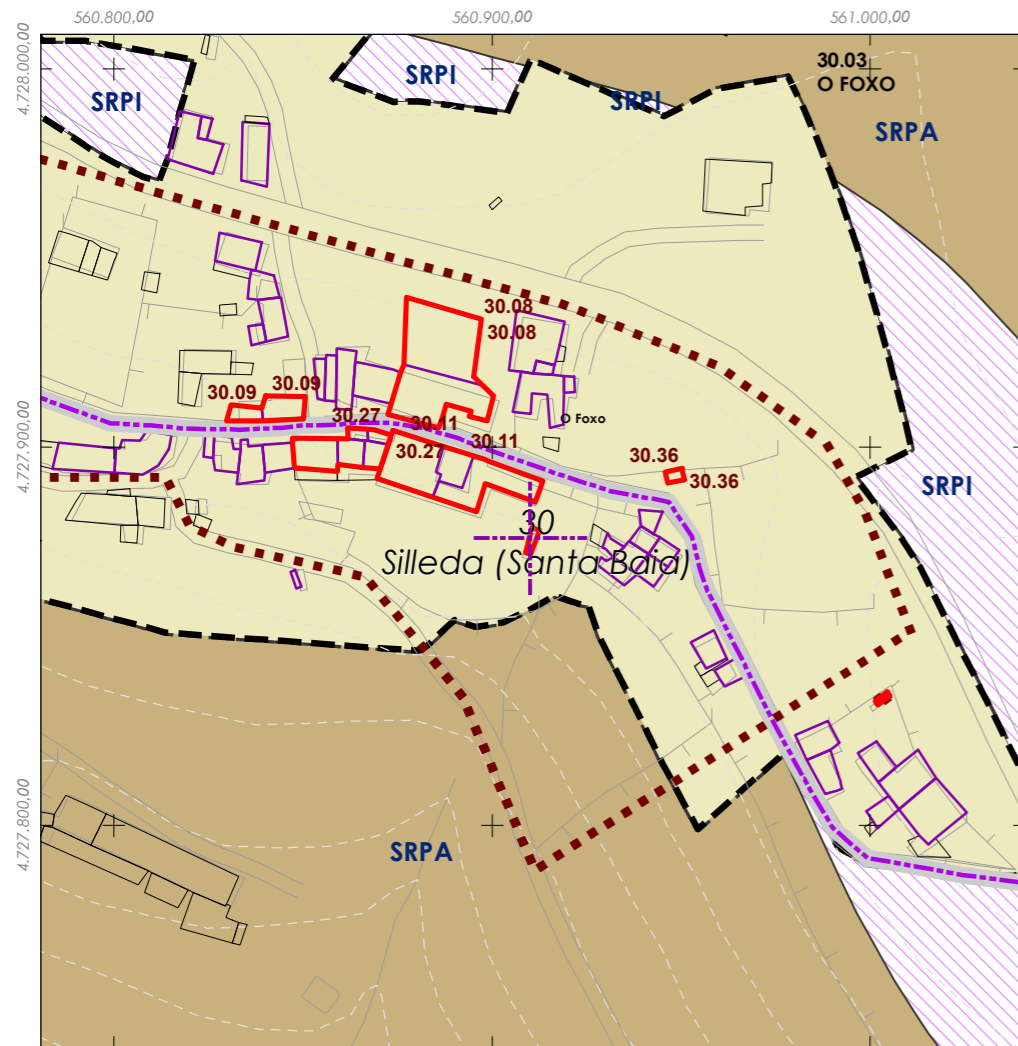 560.800,00
560.900,00
561.000,00
4.728.000,00
30.03
O FOXO
SRPI
SRPI
SRPI
SRPA
30.08
30.08
30.09
30.09
30.27
30.11
O Foxo
4.727.900,00
30.11
30.27
30.36
30.36
SRPI
30
Silleda (Santa Baia)
4.727.800,00
SRPA